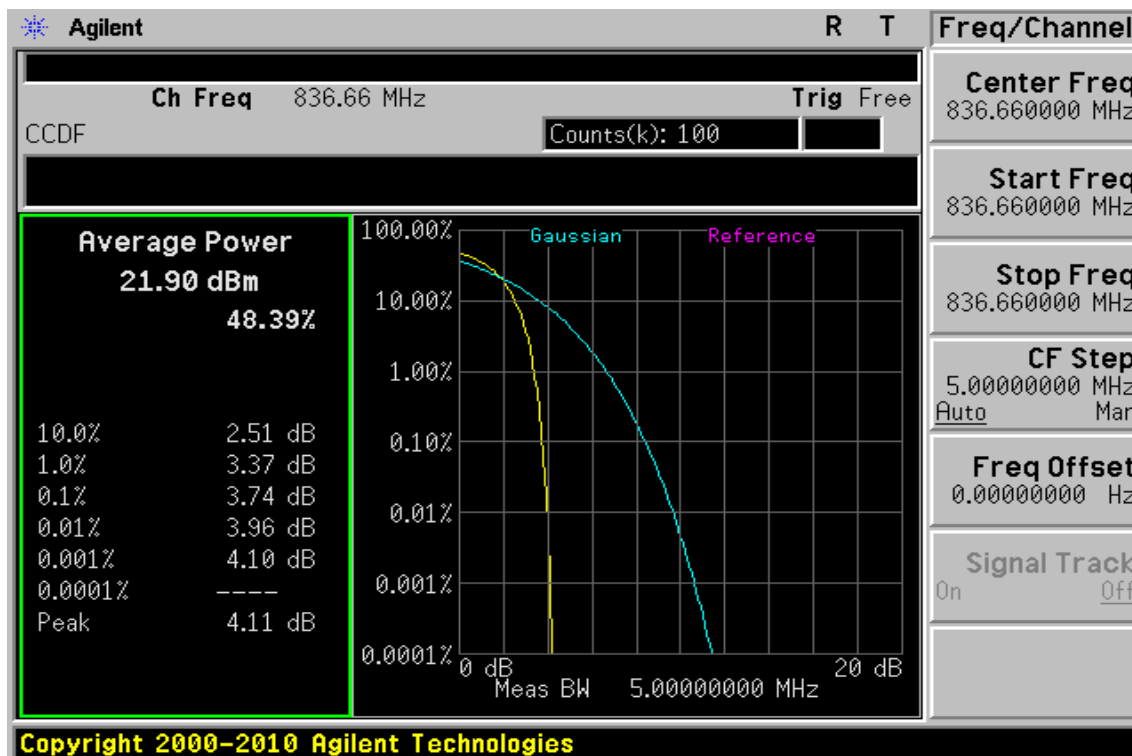 Agilent R T Freq/Channel
Ch Freq 836.66 MHz Trig Free
CCDF Counts(k): 100
Average Power
21.90 dBm
48.39%
10.0% 2.51 dB
1.0% 3.37 dB
0.1% 3.74 dB
0.01% 3.96 dB
0.001% 4.10 dB
0.0001% ----
Peak 4.11 dB
Gaussian Reference
100.00%
10.00%
1.00%
0.10%
0.01%
0.001%
0.0001%
0 dB 20 dB
Meas BW 5.00000000 MHz
Center Freq
836.660000 MHz
Start Freq
836.660000 MHz
Stop Freq
836.660000 MHz
CF Step
5.00000000 MHz
Auto Man
Freq Offset
0.00000000 Hz
Signal Track
On Off
Copyright 2000-2010 Agilent Technologies